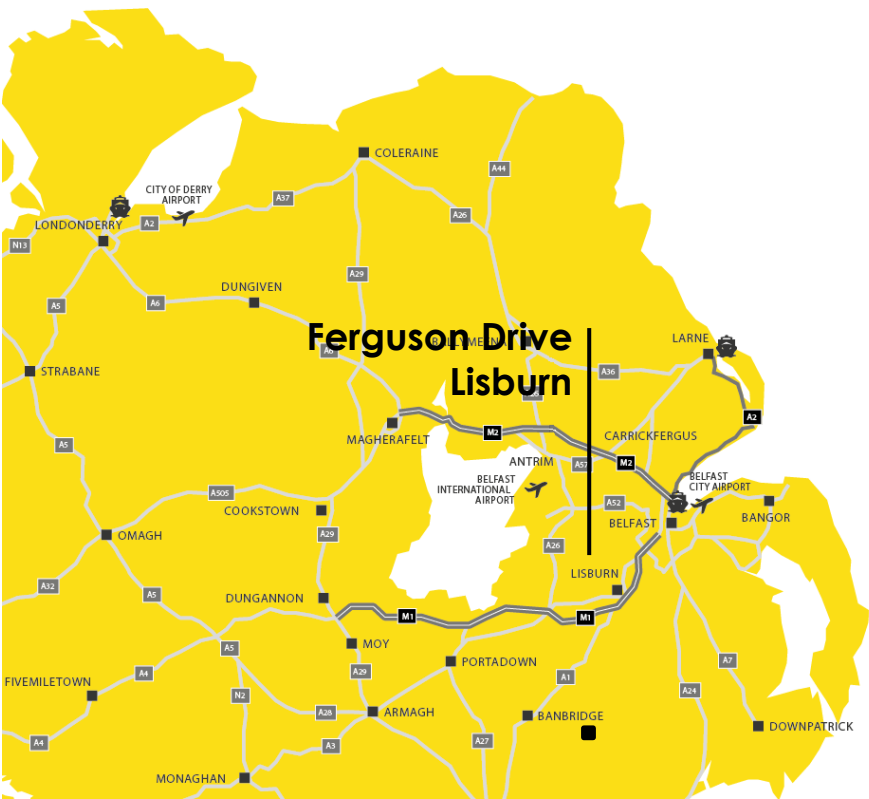 COLERAINE
A44
CITY OF DERRY
AIRPORT
A37
A26
LONDONDERRY
A2
N13
A29
DUNGIVEN
A5
A6
Ferguson Drive
Lisburn
BALLYMENA
A6
LARNE
STRABANE
A36
A2
M2
CARRICKFERGUS
MAGHERAFELT
A5
ANTRIM
A57
M2
BELFAST
INTERNATIONAL
AIRPORT
BELFAST
CITY AIRPORT
A505
COOKSTOWN
A52
BELFAST
BANGOR
OMAGH
A29
A26
LISBURN
A32
A5
DUNGANNON
M1
M1
MOY
A5
PORTADOWN
A7
A4
A29
A1
FIVEMILETOWN
N2
A24
A28
ARMAGH
BANBRIDGE
DOWNPATRICK
A4
A3
A27
MONAGHAN